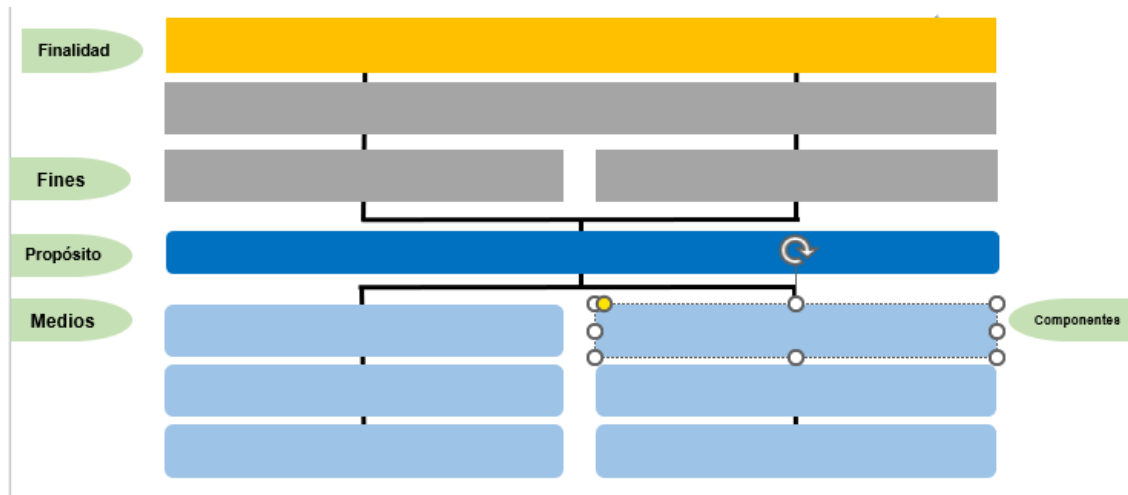 Finalidad
Fines
Propósito
Medios
Componentes